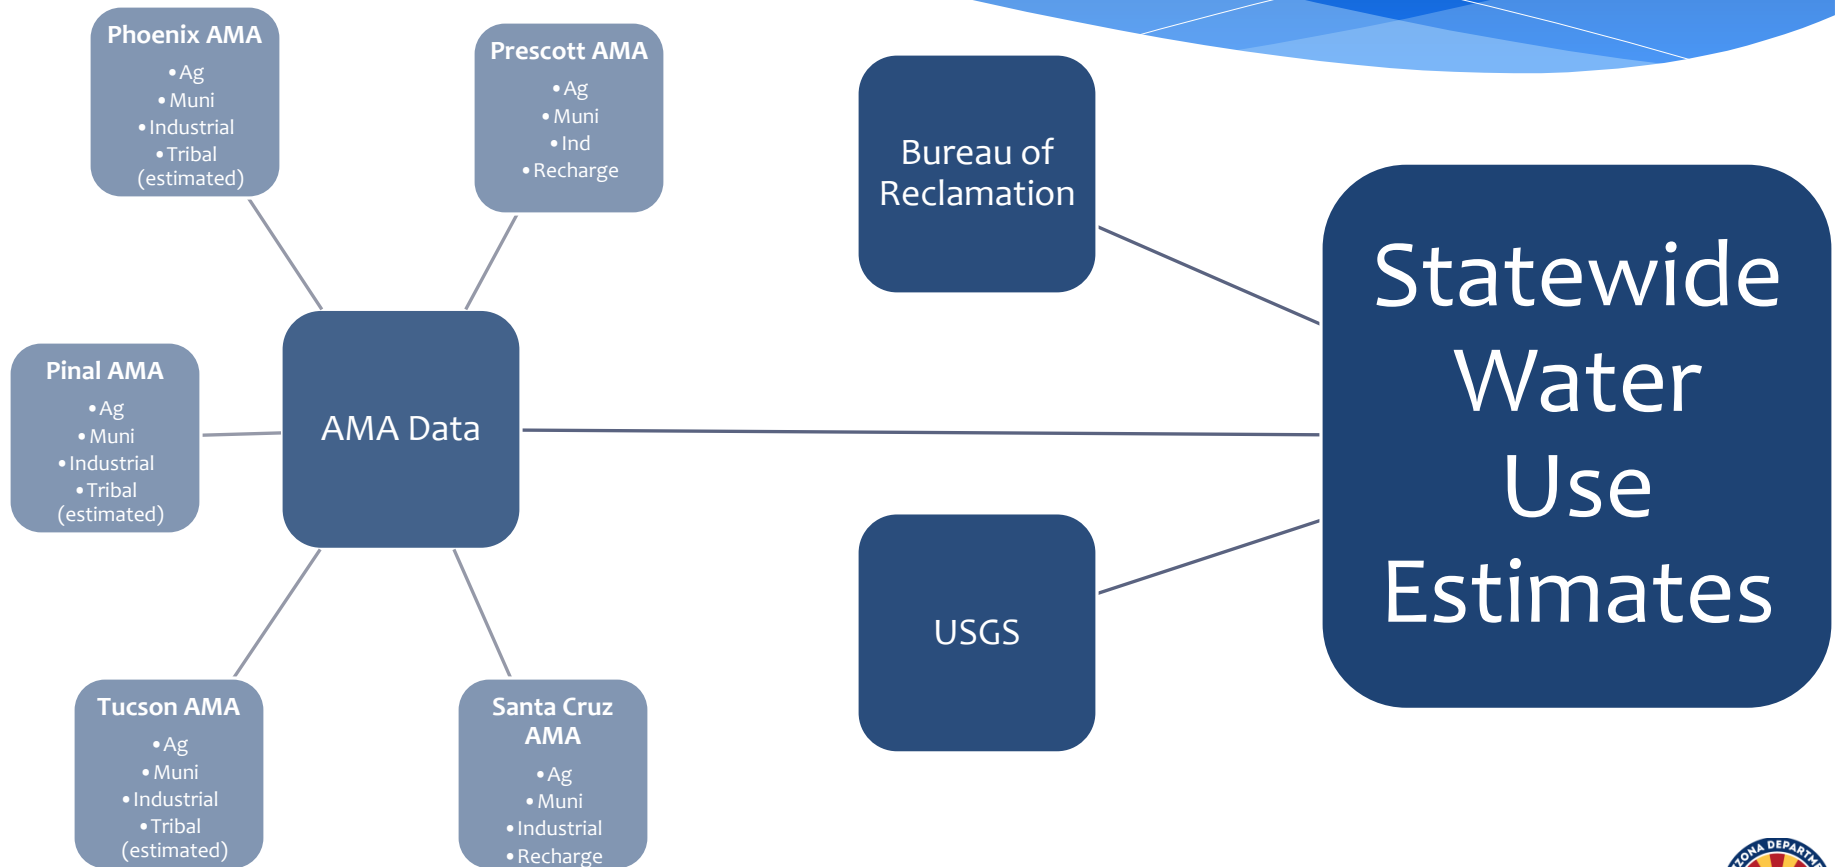 Phoenix AMA
• Ag
• Muni
• Industrial
• Tribal
(estimated)
Prescott AMA
• Ag
• Muni
• Ind
• Recharge
Pinal AMA
• Ag
• Muni
• Industrial
• Tribal
(estimated)
AMA Data
Tucson AMA
• Ag
• Muni
• Industrial
• Tribal
(estimated)
Santa Cruz
AMA
• Ag
• Muni
• Industrial
• Recharge
Bureau of
Reclamation
USGS
Statewide
Water
Use
Estimates